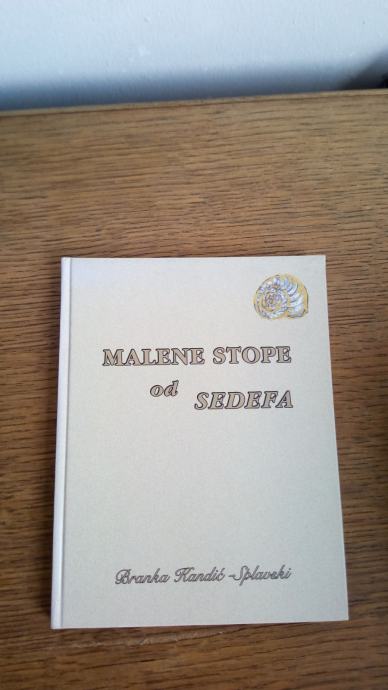 MALENE STOPE
od SEDEFA
Branka Kandić-Splavski